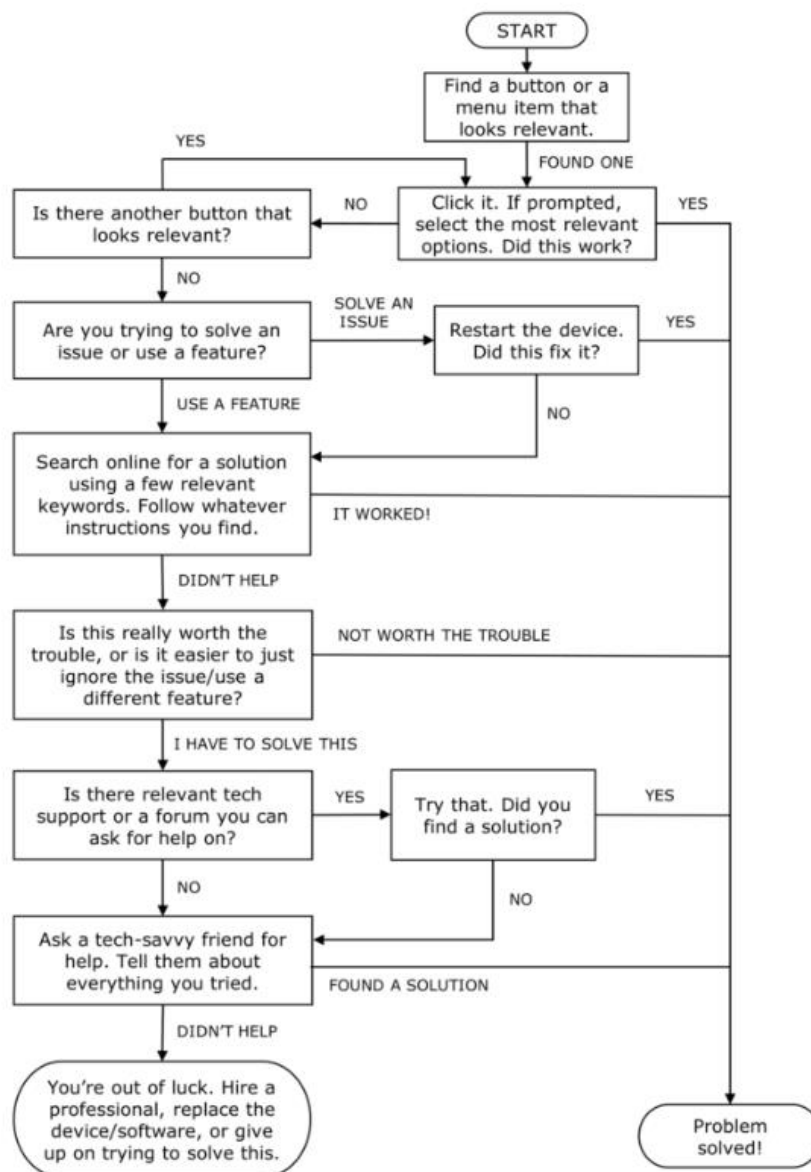 START
Find a button or a
menu item that
looks relevant.
YES
FOUND ONE
Is there another button that
looks relevant?
NO
Click it. If prompted,
select the most relevant
options. Did this work?
YES
NO
Are you trying to solve an
issue or use a feature?
SOLVE AN
ISSUE
Restart the device.
Did this fix it?
YES
USE A FEATURE
NO
Search online for a solution
using a few relevant
keywords. Follow whatever
instructions you find.
IT WORKED!
DIDN'T HELP
Is this really worth the
trouble, or is it easier to just
ignore the issue/use a
different feature?
NOT WORTH THE TROUBLE
I HAVE TO SOLVE THIS
Is there relevant tech
support or a forum you can
ask for help on?
YES
Try that. Did you
find a solution?
YES
NO
NO
Ask a tech-savvy friend for
help. Tell them about
everything you tried.
FOUND A SOLUTION
DIDN'T HELP
You're out of luck. Hire a
professional, replace the
device/software, or give
up on trying to solve this.
Problem
solved!